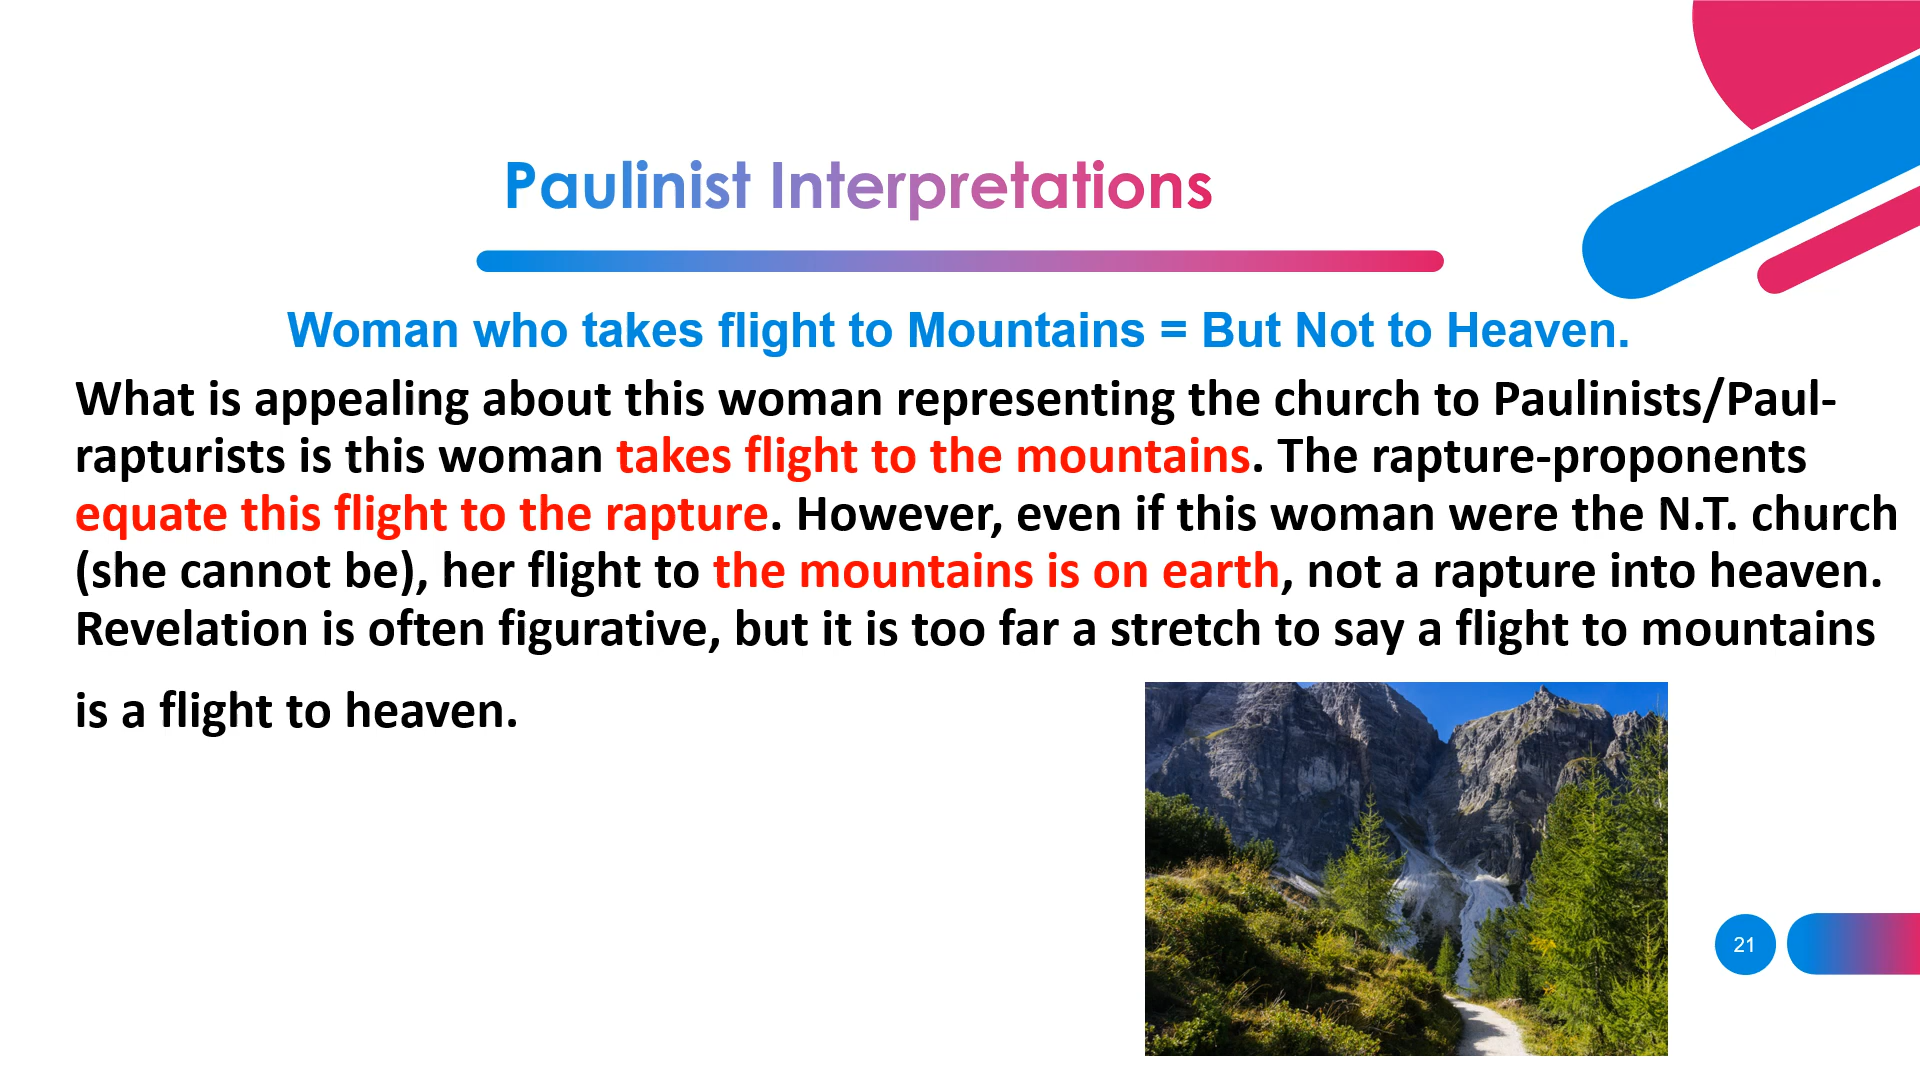 Paulinist Interpretations
Woman who takes flight to Mountains = But Not to Heaven.
What is appealing about this woman representing the church to Paulinists/Paul-
rapturists is this woman takes flight to the mountains. The rapture-proponents
equate this flight to the rapture. However, even if this woman were the N.T. church
(she cannot be), her flight to the mountains is on earth, not a rapture into heaven.
Revelation is often figurative, but it is too far a stretch to say a flight to mountains
is a flight to heaven.
21